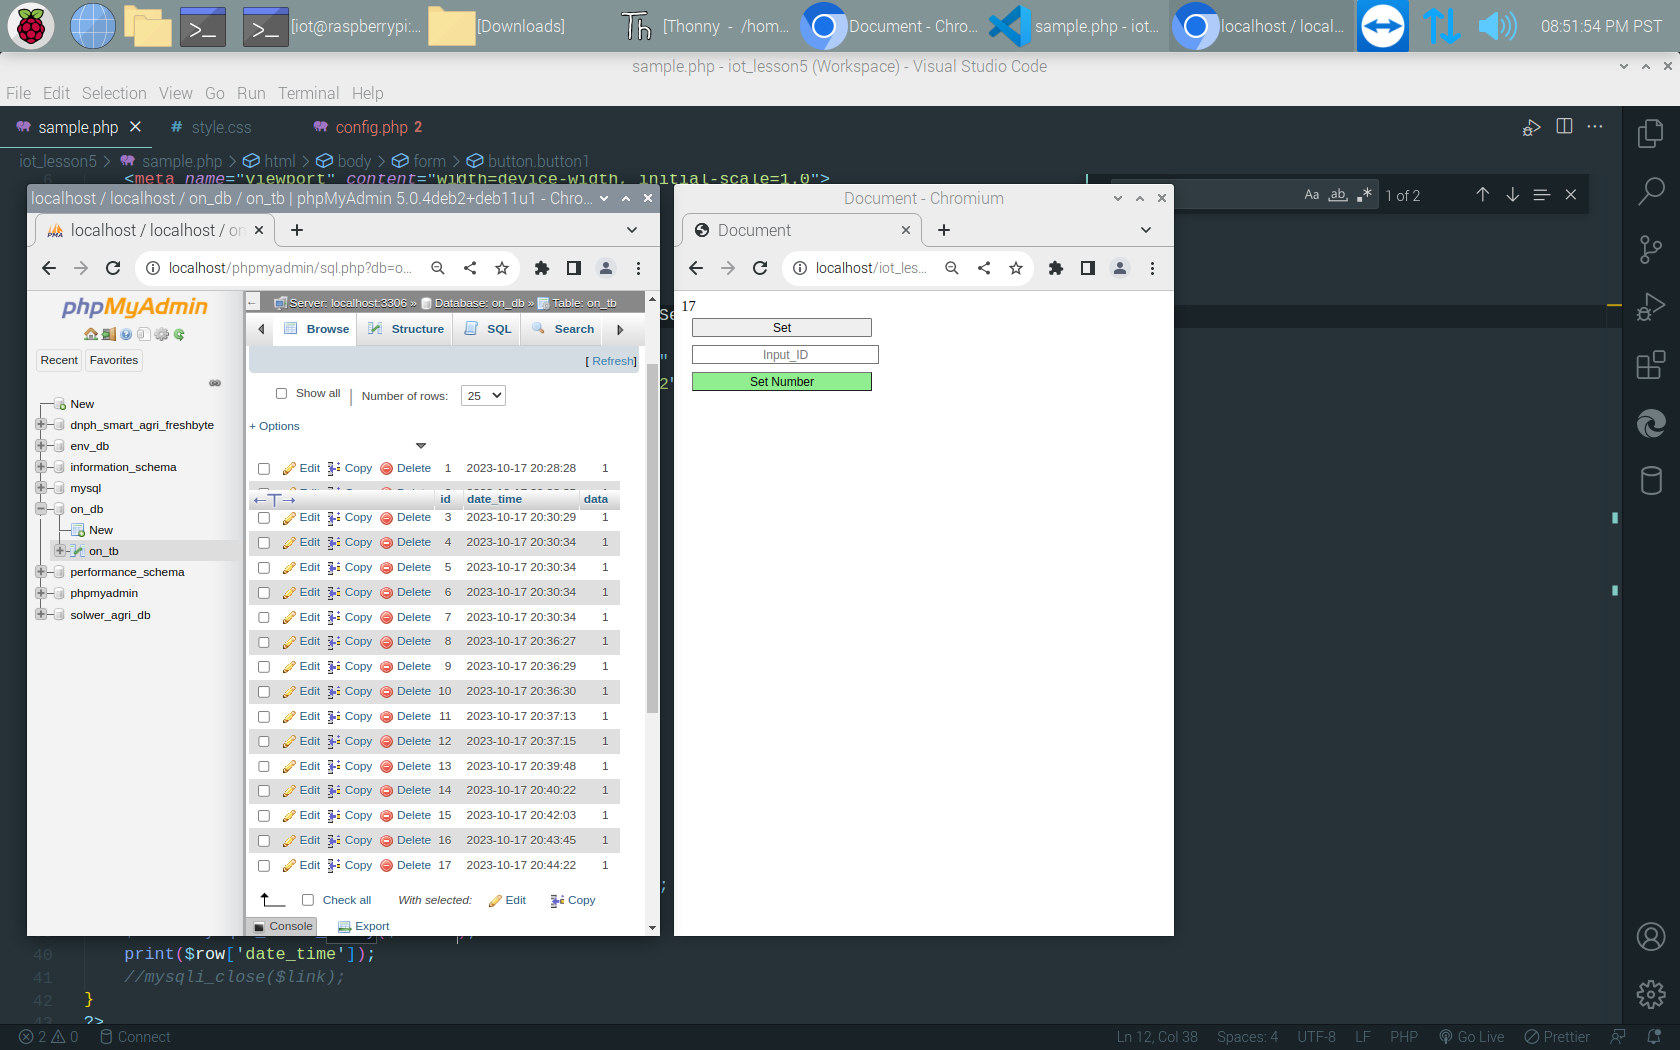 [iot@raspberrypi:... [Downloads] [Thonny - /hom... Document - Chro... sample.php - iot... localhost / local... 08:51:54 PM PST
sample.php - iot_lesson5 (Workspace) - Visual Studio Code
File Edit Selection View Go Run Terminal Help
sample.php style.css config.php 2
iot_lesson5 > sample.php > html > body > form > button.button1
<meta name="viewport" content="width=device-width, initial-scale=1.0">
Aa ab .* 1 of 2
localhost / localhost / on_db / on_tb | phpMyAdmin 5.0.4deb2+deb11u1 - Chro...
localhost / localhost / on
localhost/phpmyadmin/sql.php?db=o...
phpMyAdmin
Recent Favorites
New
dnph_smart_agri_freshbyte
env_db
information_schema
mysql
on_db
New
on_tb
performance_schema
phpmyadmin
solwer_agri_db
Server: localhost:3306 » Database: on_db » Table: on_tb
Browse Structure SQL Search
[ Refresh]
Show all | Number of rows: 25
+ Options
Edit Copy Delete 1 2023-10-17 20:28:28 1
id date_time data
Edit Copy Delete 3 2023-10-17 20:30:29 1
Edit Copy Delete 4 2023-10-17 20:30:34 1
Edit Copy Delete 5 2023-10-17 20:30:34 1
Edit Copy Delete 6 2023-10-17 20:30:34 1
Edit Copy Delete 7 2023-10-17 20:30:34 1
Edit Copy Delete 8 2023-10-17 20:36:27 1
Edit Copy Delete 9 2023-10-17 20:36:29 1
Edit Copy Delete 10 2023-10-17 20:36:30 1
Edit Copy Delete 11 2023-10-17 20:37:13 1
Edit Copy Delete 12 2023-10-17 20:37:15 1
Edit Copy Delete 13 2023-10-17 20:39:48 1
Edit Copy Delete 14 2023-10-17 20:40:22 1
Edit Copy Delete 15 2023-10-17 20:42:03 1
Edit Copy Delete 16 2023-10-17 20:43:45 1
Edit Copy Delete 17 2023-10-17 20:44:22 1
Check all With selected: Edit Copy
Console Export
Document - Chromium
Document
localhost/iot_les...
17
Set
Input_ID
Set Number
40 print($row['date_time']);
41 //mysqli_close($link);
42 }
43 ?>
2 0 Connect Ln 12, Col 38 Spaces: 4 UTF-8 LF PHP Go Live Prettier